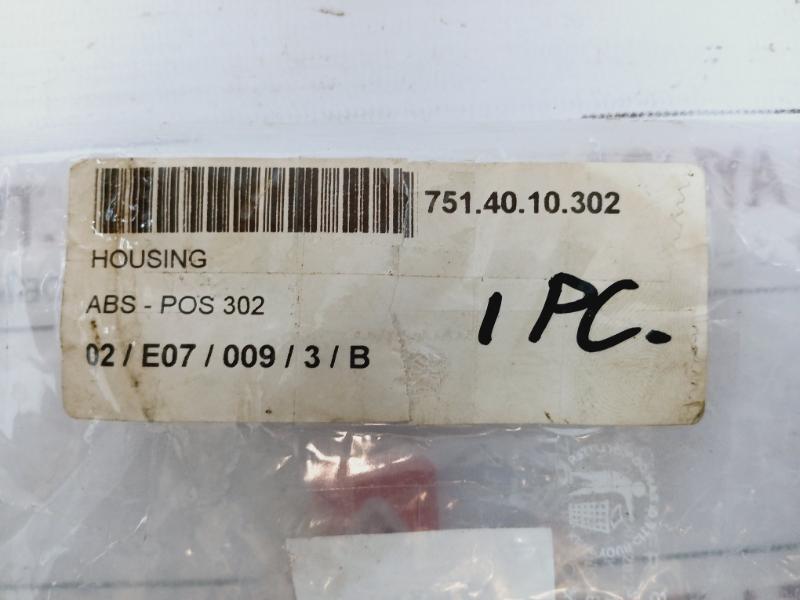 751.40.10.302
HOUSING
ABS - POS 302
02 / E07 / 009 / 3 / B
1 PC.